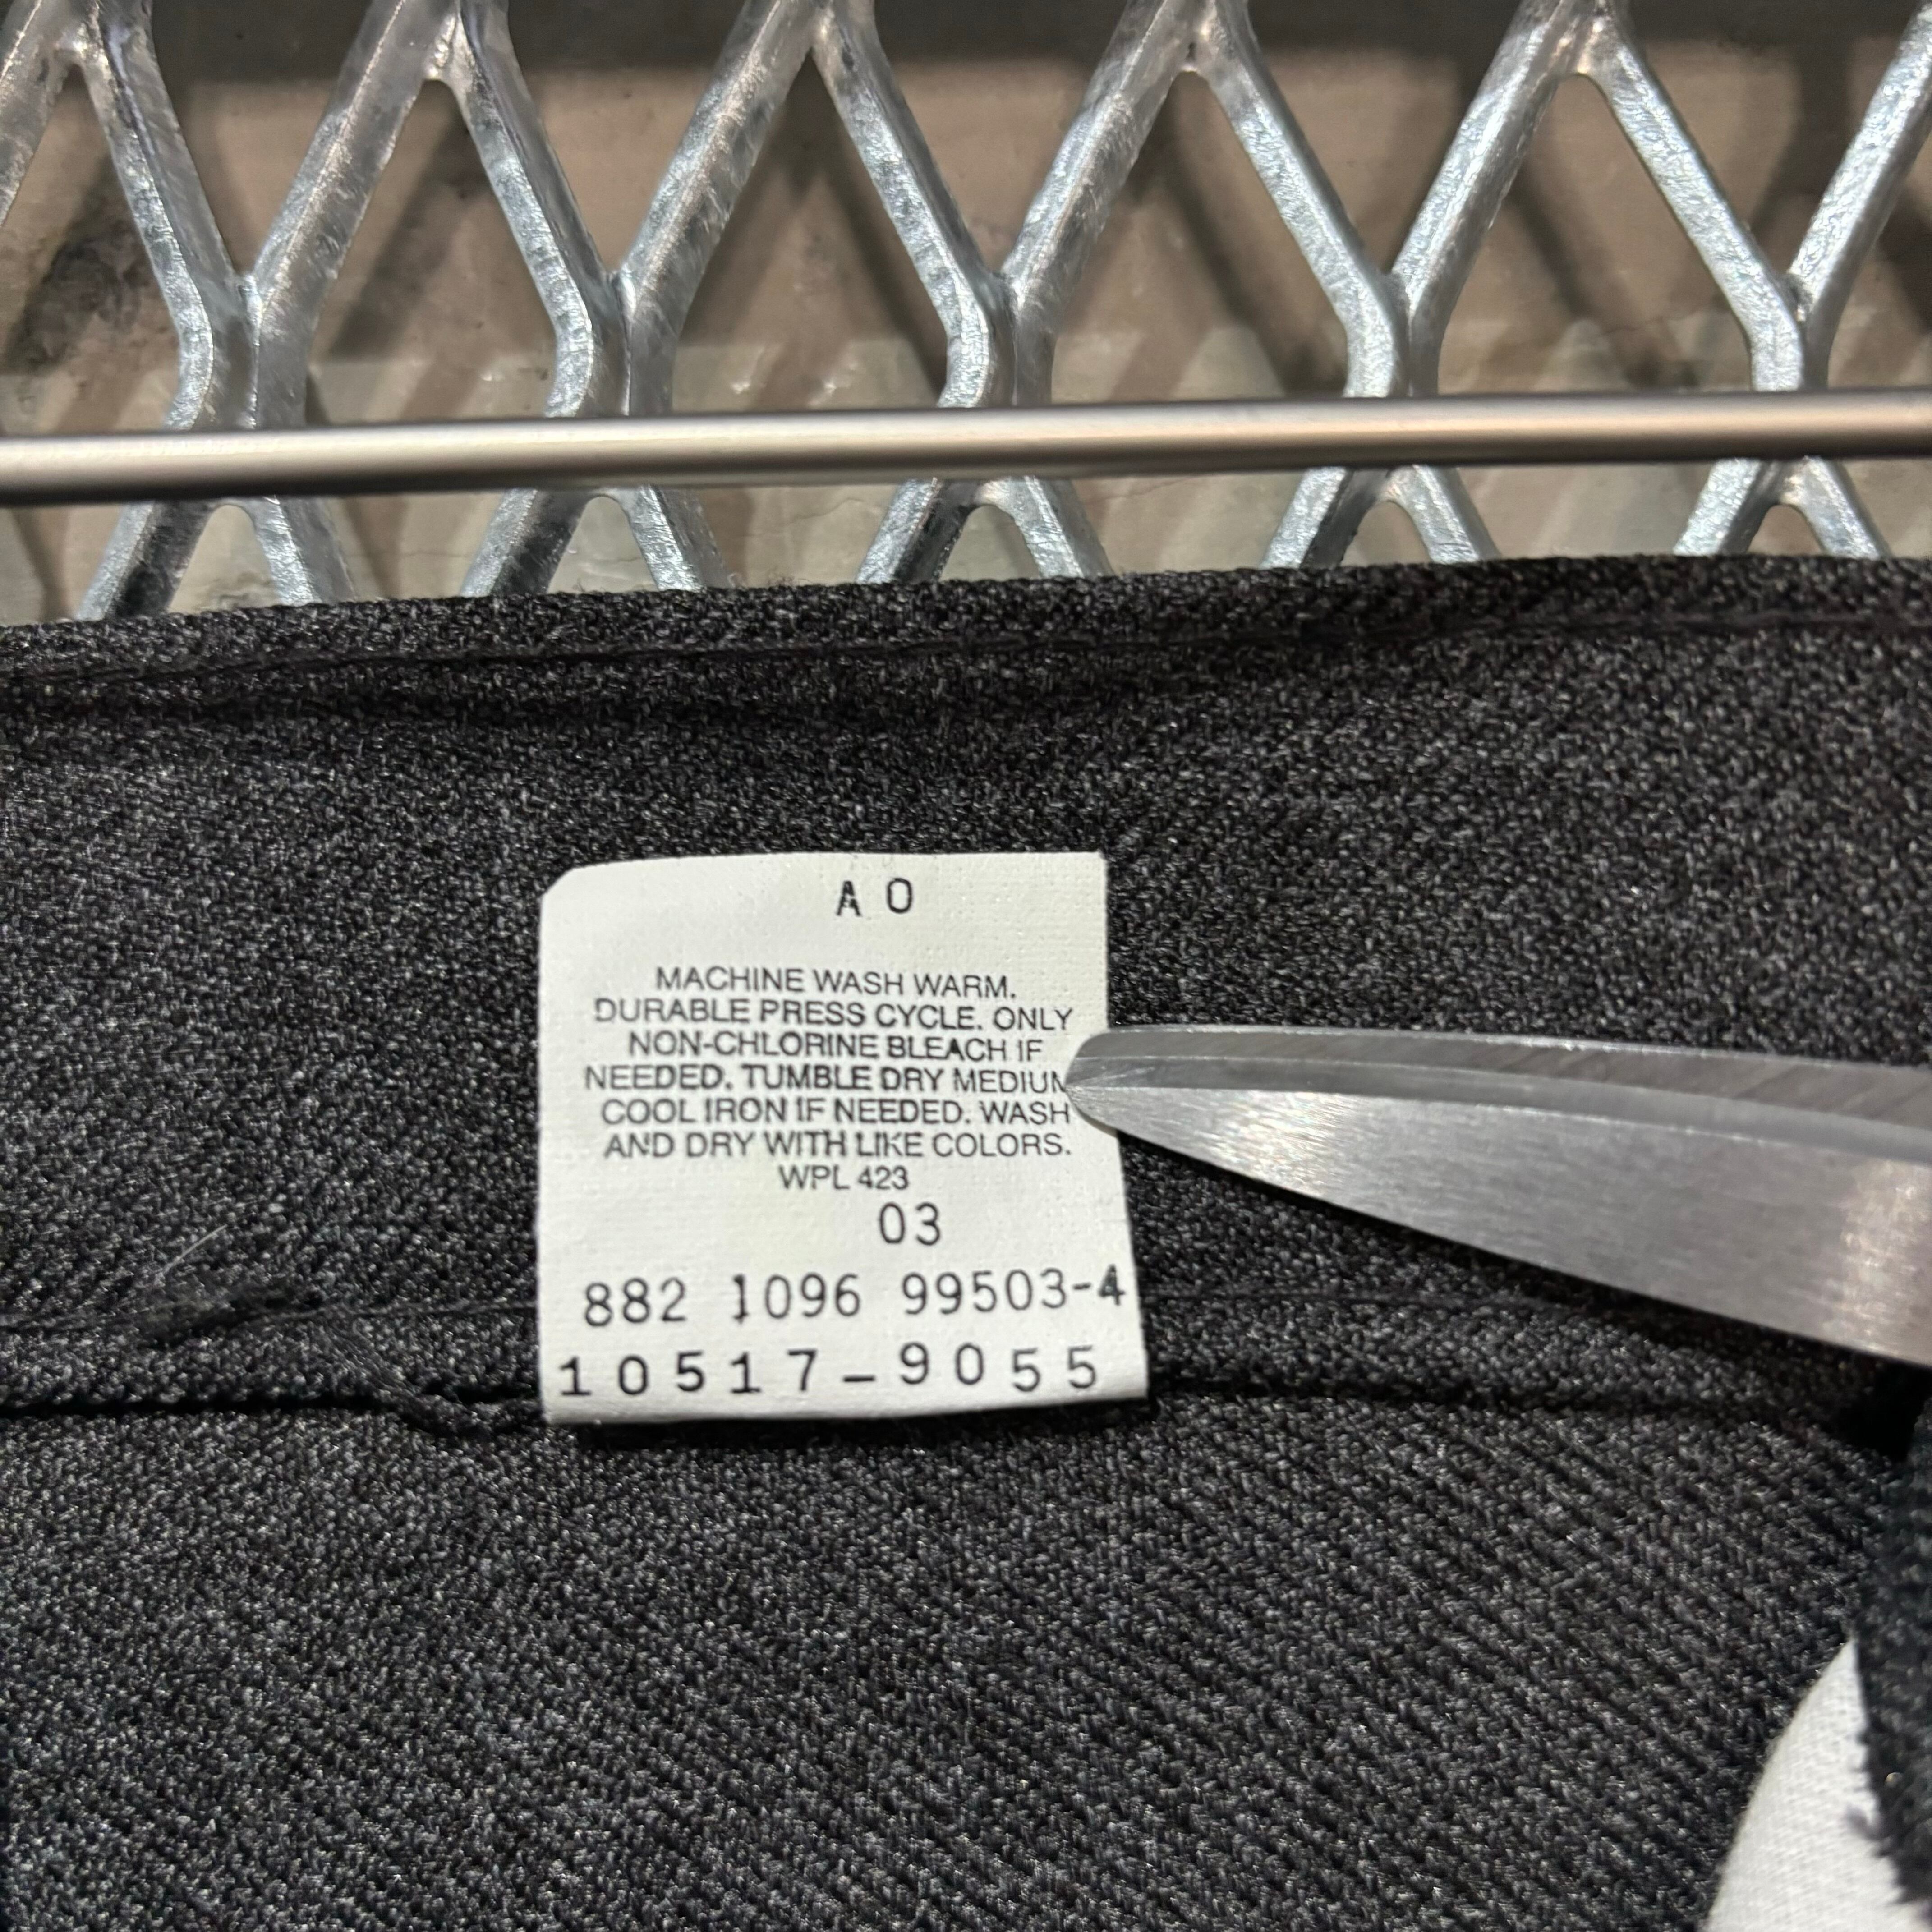 A O
MACHINE WASH WARM.
DURABLE PRESS CYCLE. ONLY
NON-CHLORINE BLEACH IF
NEEDED. TUMBLE DRY MEDIUM
COOL IRON IF NEEDED. WASH
AND DRY WITH LIKE COLORS.
WPL 423
03
882 1096 99503-4
10517-9055